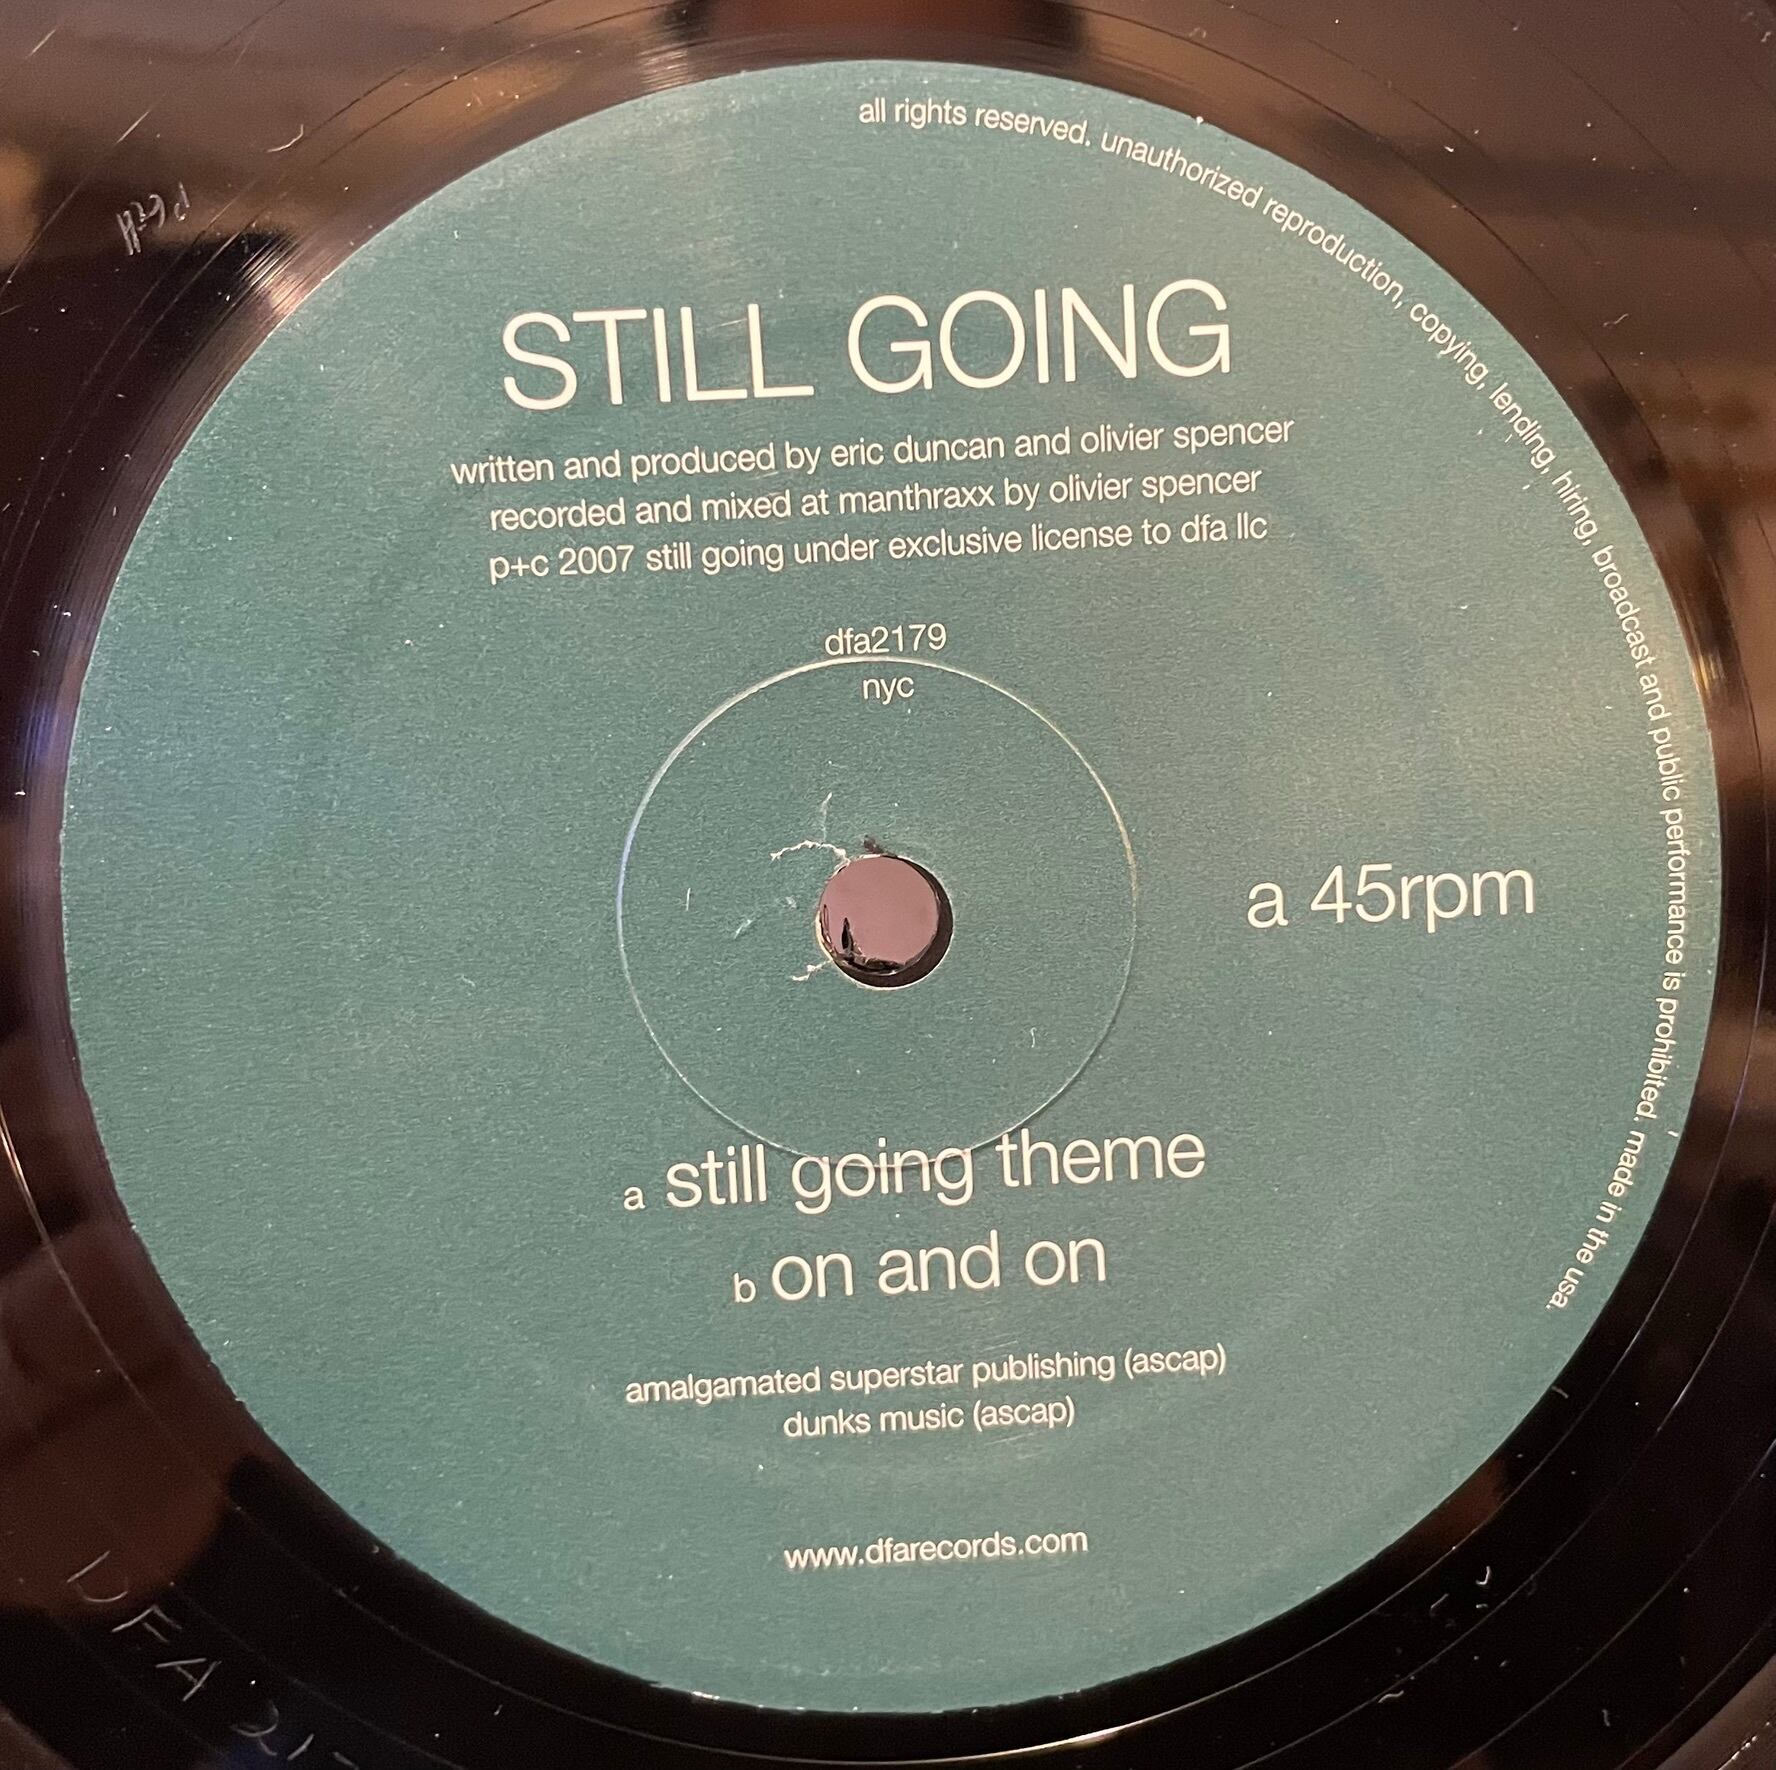 all rights reserved. unauthorized reproduction, copying, lending, hiring, broadcast and public performance is prohibited. made in the usa.
STILL GOING
written and produced by eric duncan and olivier spencer
recorded and mixed at manthraxx by olivier spencer
p+c 2007 still going under exclusive license to dfa llc
dfa2179
nyc
a 45rpm
a still going theme
b on and on
amalgamated superstar publishing (ascap)
dunks music (ascap)
www.dfarecords.com